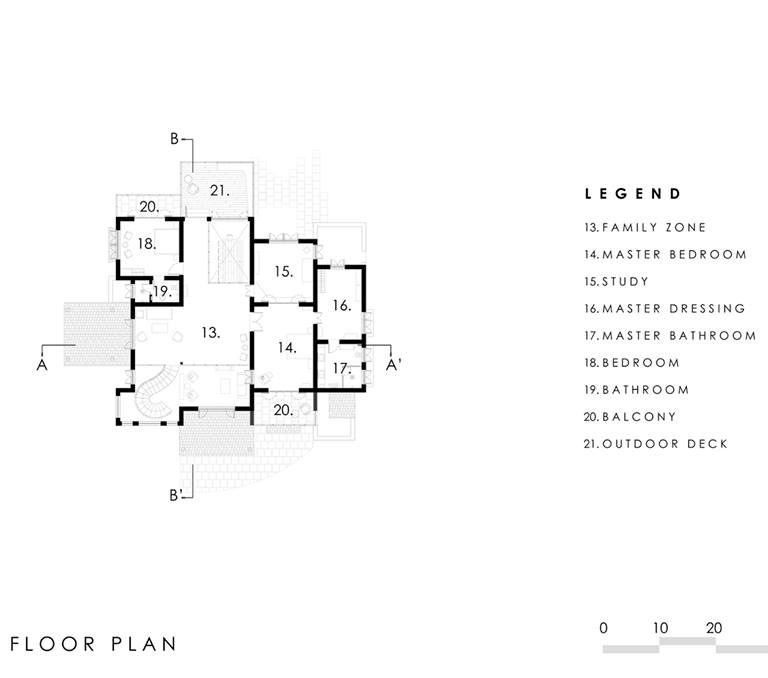 B
21.
20.
18.
15.
19.
16.
13.
14.
A
A'
17.
20.
B'
LEGEND
13.FAMILY ZONE
14.MASTER BEDROOM
15.STUDY
16.MASTER DRESSING
17.MASTER BATHROOM
18.BEDROOM
19.BATHROOM
20.BALCONY
21.OUTDOOR DECK
FLOOR PLAN
0 10 20